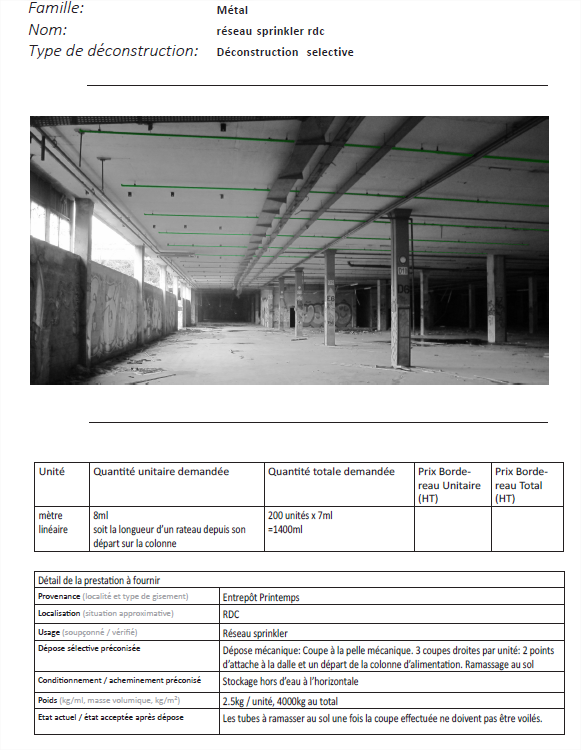 Famille: Métal
Nom: réseau sprinkler rdc
Type de déconstruction: Déconstruction selective
Unité Quantité unitaire demandée Quantité totale demandée Prix Borde-
reau Unitaire
(HT) Prix Borde-
reau Total
(HT)
mètre
linéaire 8ml
soit la longueur d'un rateau depuis son
départ sur la colonne 200 unités x 7ml
=1400ml
Détail de la prestation à fournir
Provenance (localité et type de gisement) Entrepôt Printemps
Localisation (situation approximative) RDC
Usage (soupçonné / vérifié) Réseau sprinkler
Dépose sélective préconisée Dépose mécanique: Coupe à la pelle mécanique. 3 coupes droites par unité: 2 points
d'attache à la dalle et un départ de la colonne d'alimentation. Ramassage au sol
Conditionnement / acheminement préconisé Stockage hors d'eau à l'horizontale
Poids (kg/ml, masse volumique, kg/m²) 2.5kg / unité, 4000kg au total
Etat actuel / état acceptée après dépose Les tubes à ramasser au sol une fois la coupe effectuée ne doivent pas être voilés.